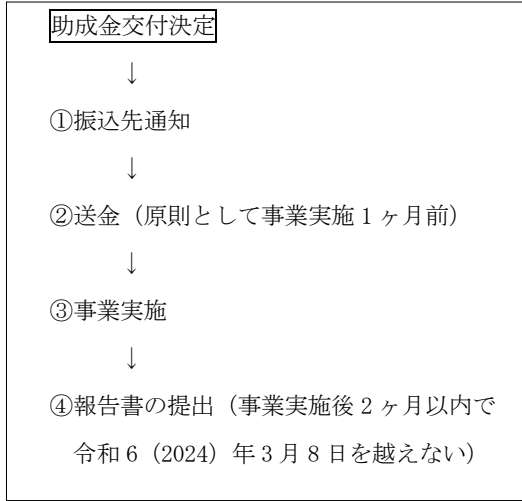 助成金交付決定
↓
①振込先通知
↓
②送金（原則として事業実施 1 ヶ月前）
↓
③事業実施
↓
④報告書の提出（事業実施後 2 ヶ月以内で
令和 6（2024）年 3 月 8 日を越えない）